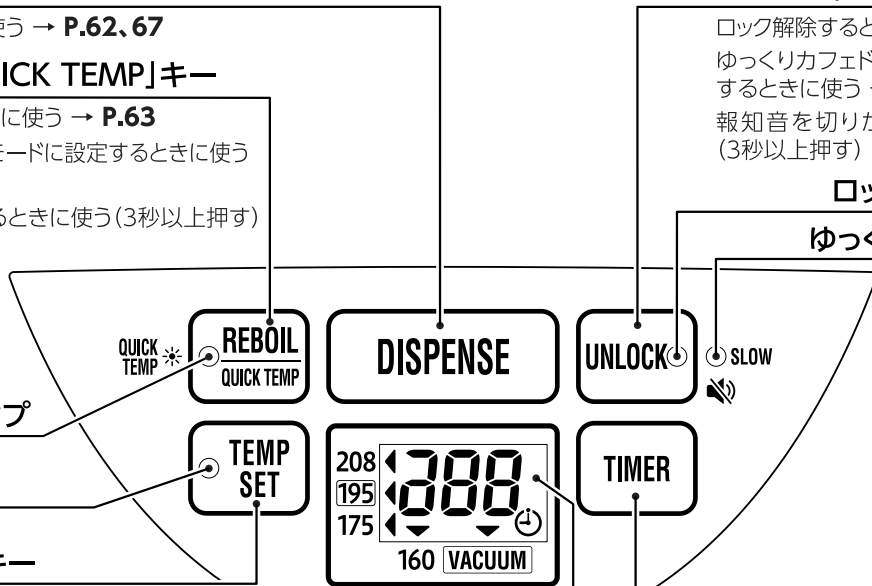 使う → P.62、67
ICK TEMP」キー
に使う → P.63
モードに設定するときに使う
るときに使う(3秒以上押す)
ロック解除すると
ゆっくりカフェド
するときに使う
報知音を切りか
(3秒以上押す)
ロッ
ゆっく
QUICK TEMP
REBOIL
QUICK TEMP
DISPENSE
UNLOCK
SLOW
プ
TEMP SET
208
195
175
288
160 VACUUM
TIMER
キー